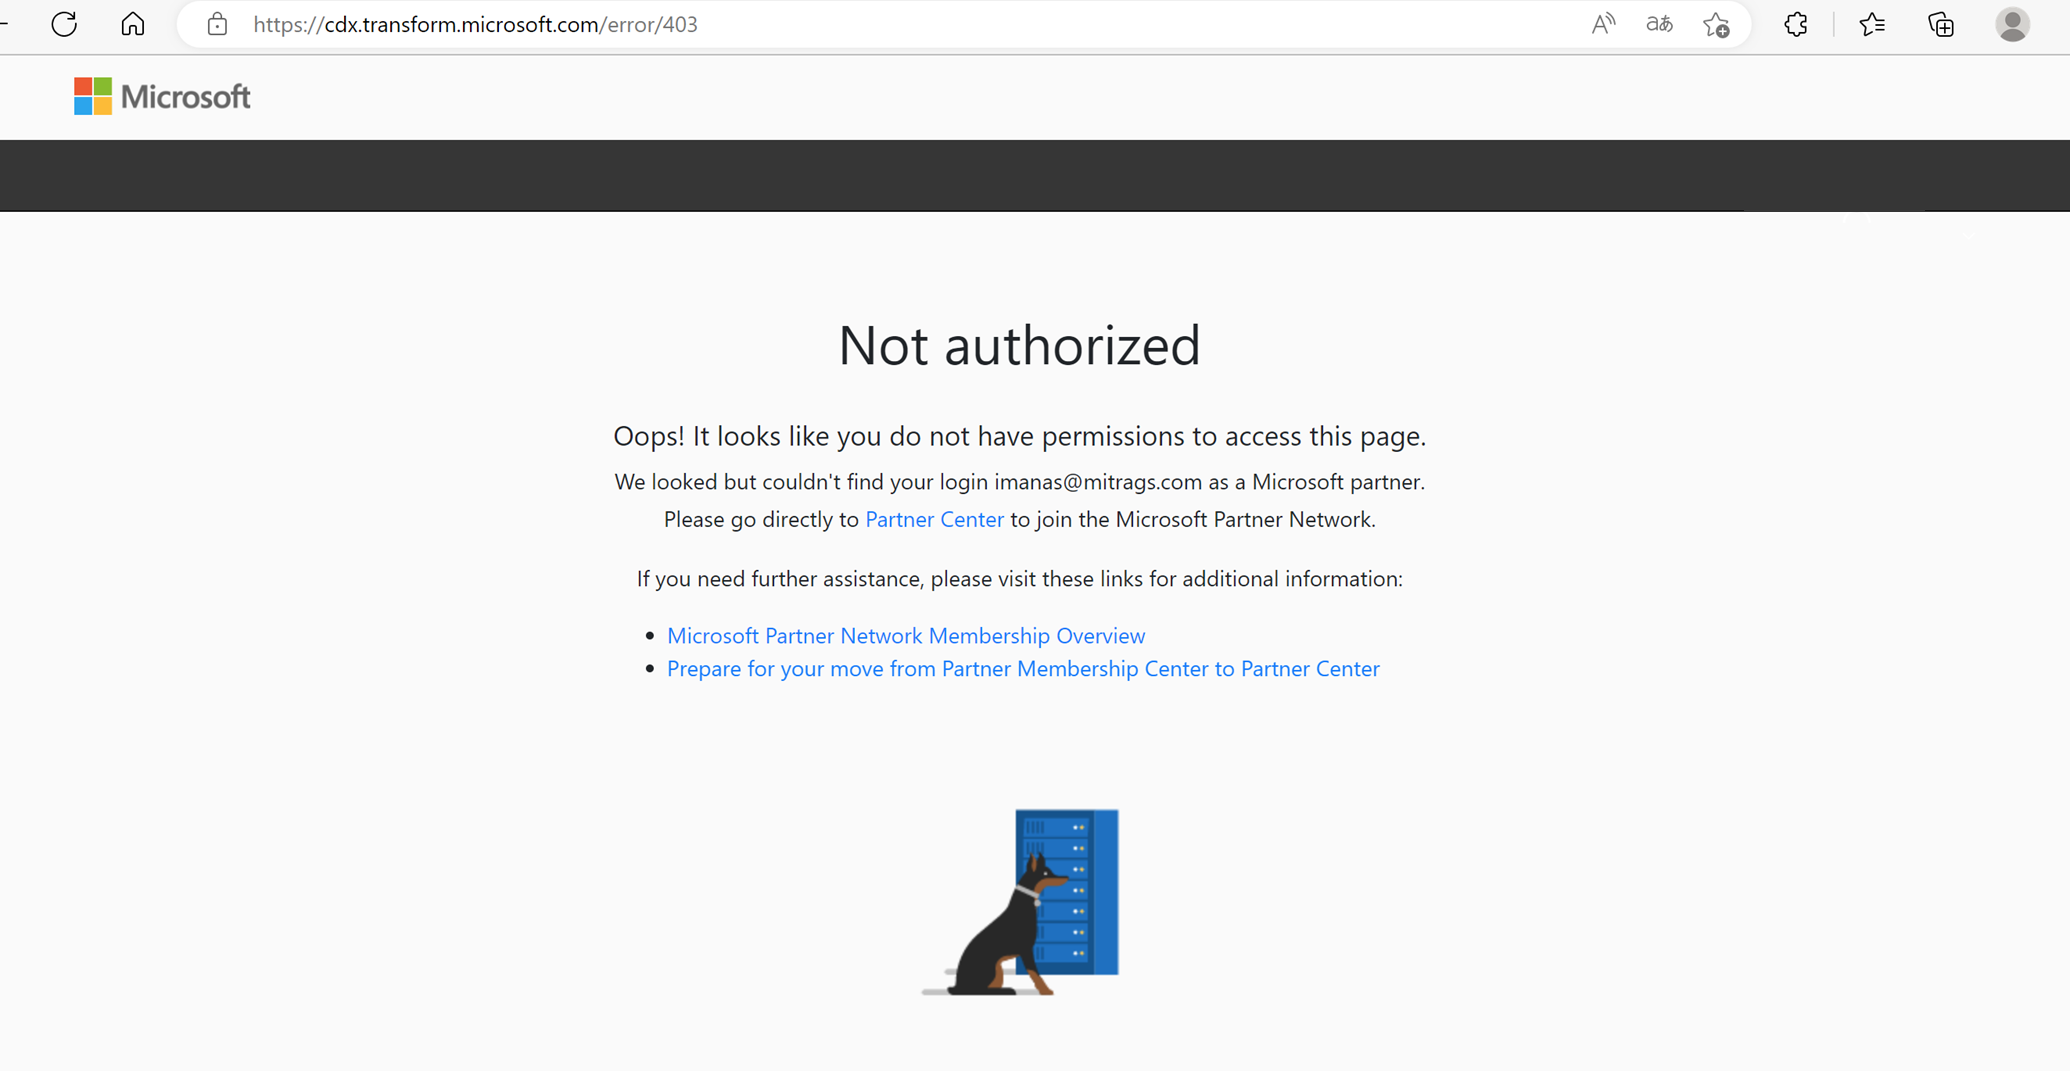 https://cdx.transform.microsoft.com/error/403
Microsoft
Not authorized
Oops! It looks like you do not have permissions to access this page.
We looked but couldn't find your login imanas@mitrags.com as a Microsoft partner.
Please go directly to Partner Center to join the Microsoft Partner Network.
If you need further assistance, please visit these links for additional information:
• Microsoft Partner Network Membership Overview
• Prepare for your move from Partner Membership Center to Partner Center